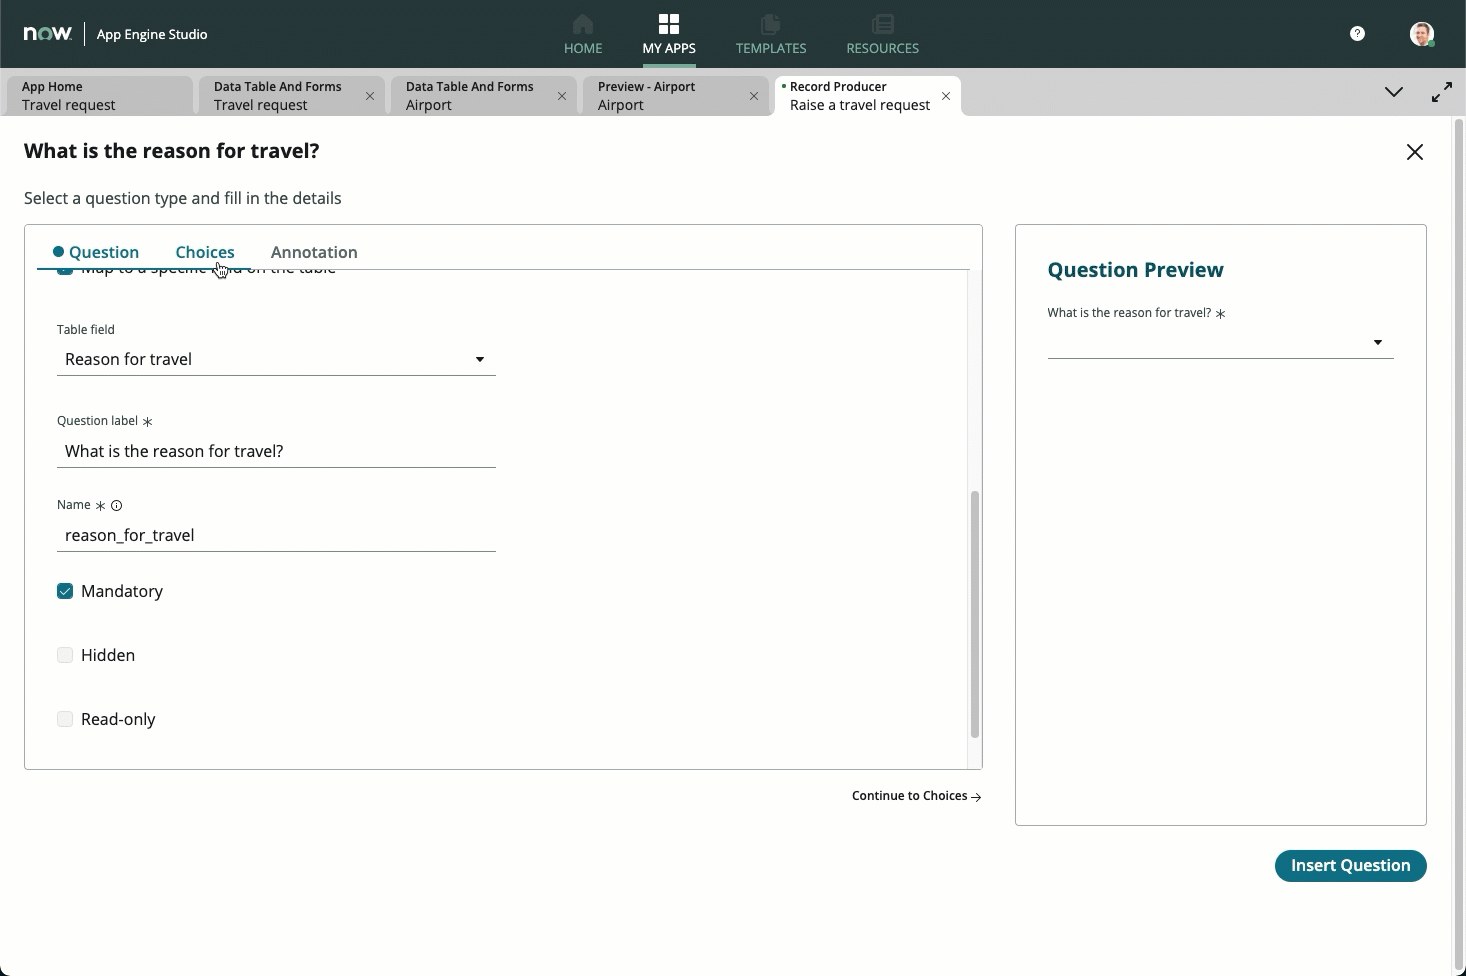 now. App Engine Studio
HOME
MY APPS
TEMPLATES
RESOURCES
?
App Home
Travel request
Data Table And Forms
Travel request
Data Table And Forms
Airport
Preview - Airport
Airport
Record Producer
Raise a travel request
What is the reason for travel?
Select a question type and fill in the details
Question
Choices
Annotation
Map to a specific field on the table
Table field
Reason for travel
Question label *
What is the reason for travel?
Name *
reason_for_travel
Mandatory
Hidden
Read-only
Continue to Choices →
Question Preview
What is the reason for travel? *
Insert Question